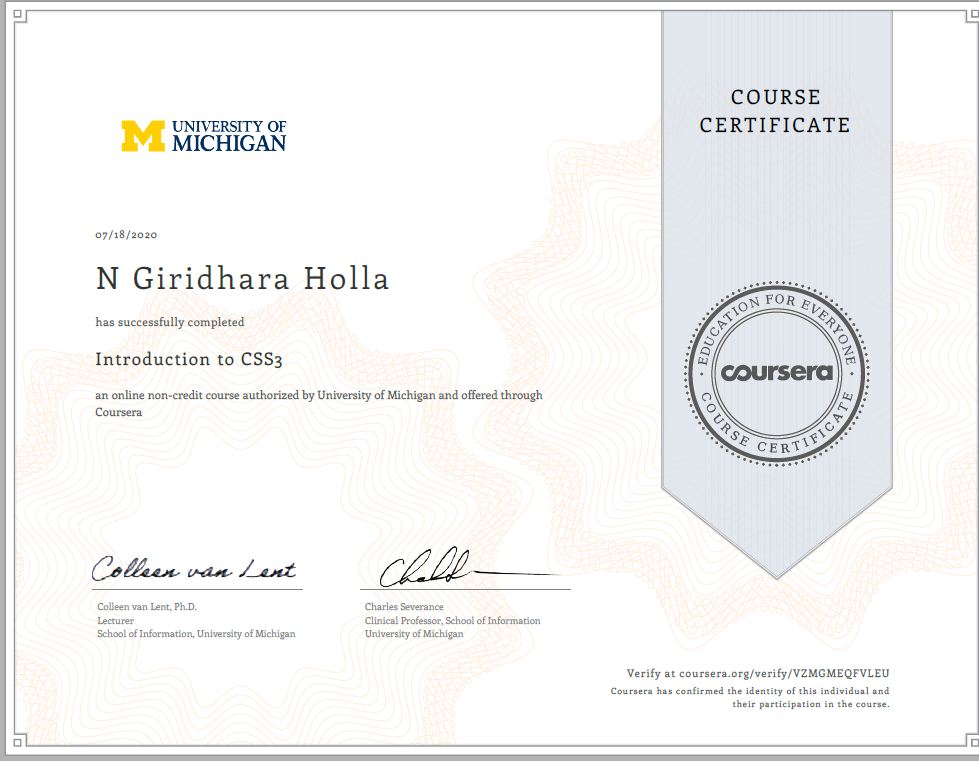 UNIVERSITY OF
MICHIGAN
COURSE
CERTIFICATE
07/18/2020
N Giridhara Holla
has successfully completed
Introduction to CSS3
an online non-credit course authorized by University of Michigan and offered through
Coursera
EDUCATION FOR EVERYONE
coursera
COURSE CERTIFICATE
Colleen van Lent
Colleen van Lent, Ph.D.
Lecturer
School of Information, University of Michigan
Charles Severance
Clinical Professor, School of Information
University of Michigan
Verify at coursera.org/verify/VZMGMEQFVLEU
Coursera has confirmed the identity of this individual and
their participation in the course.